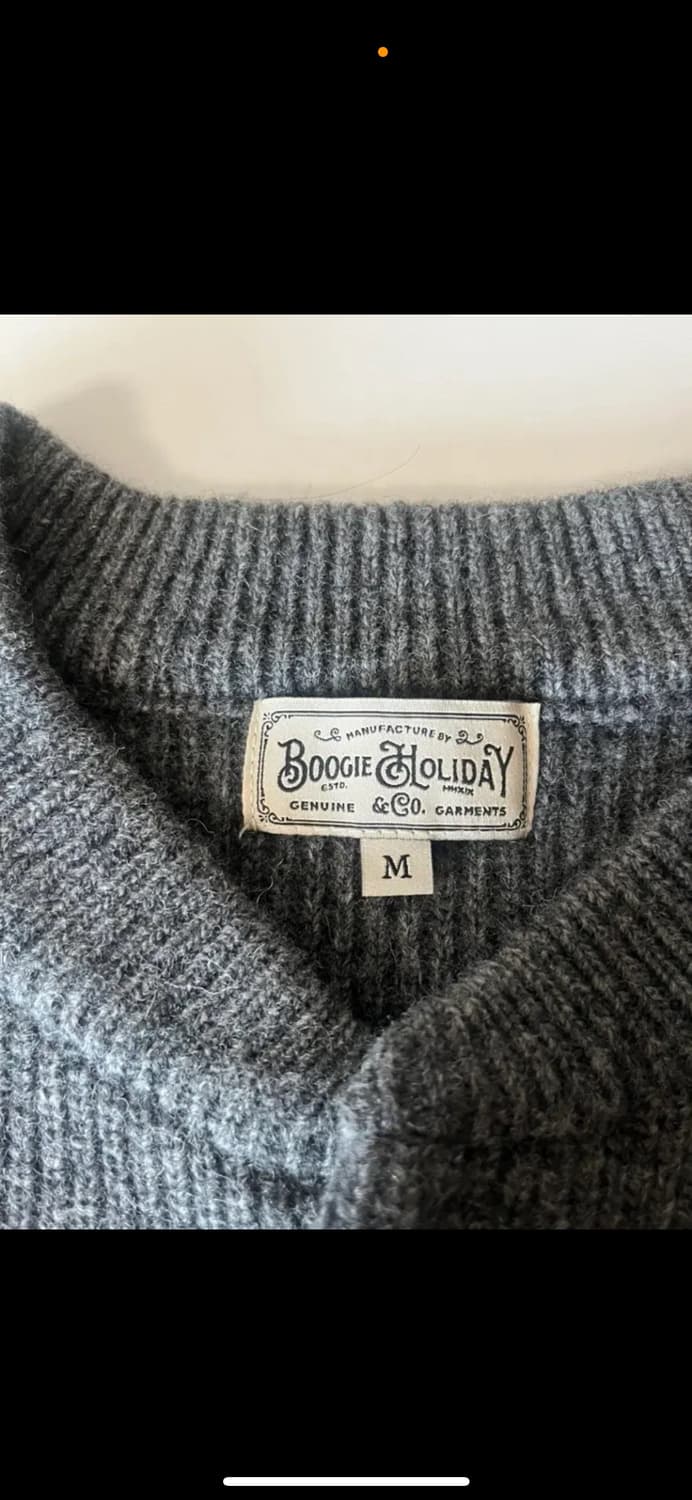 MANUFACTURE BY
BOOGIE HOLIDAY
ESTD. MMXIX
GENUINE &CO. GARMENTS
M